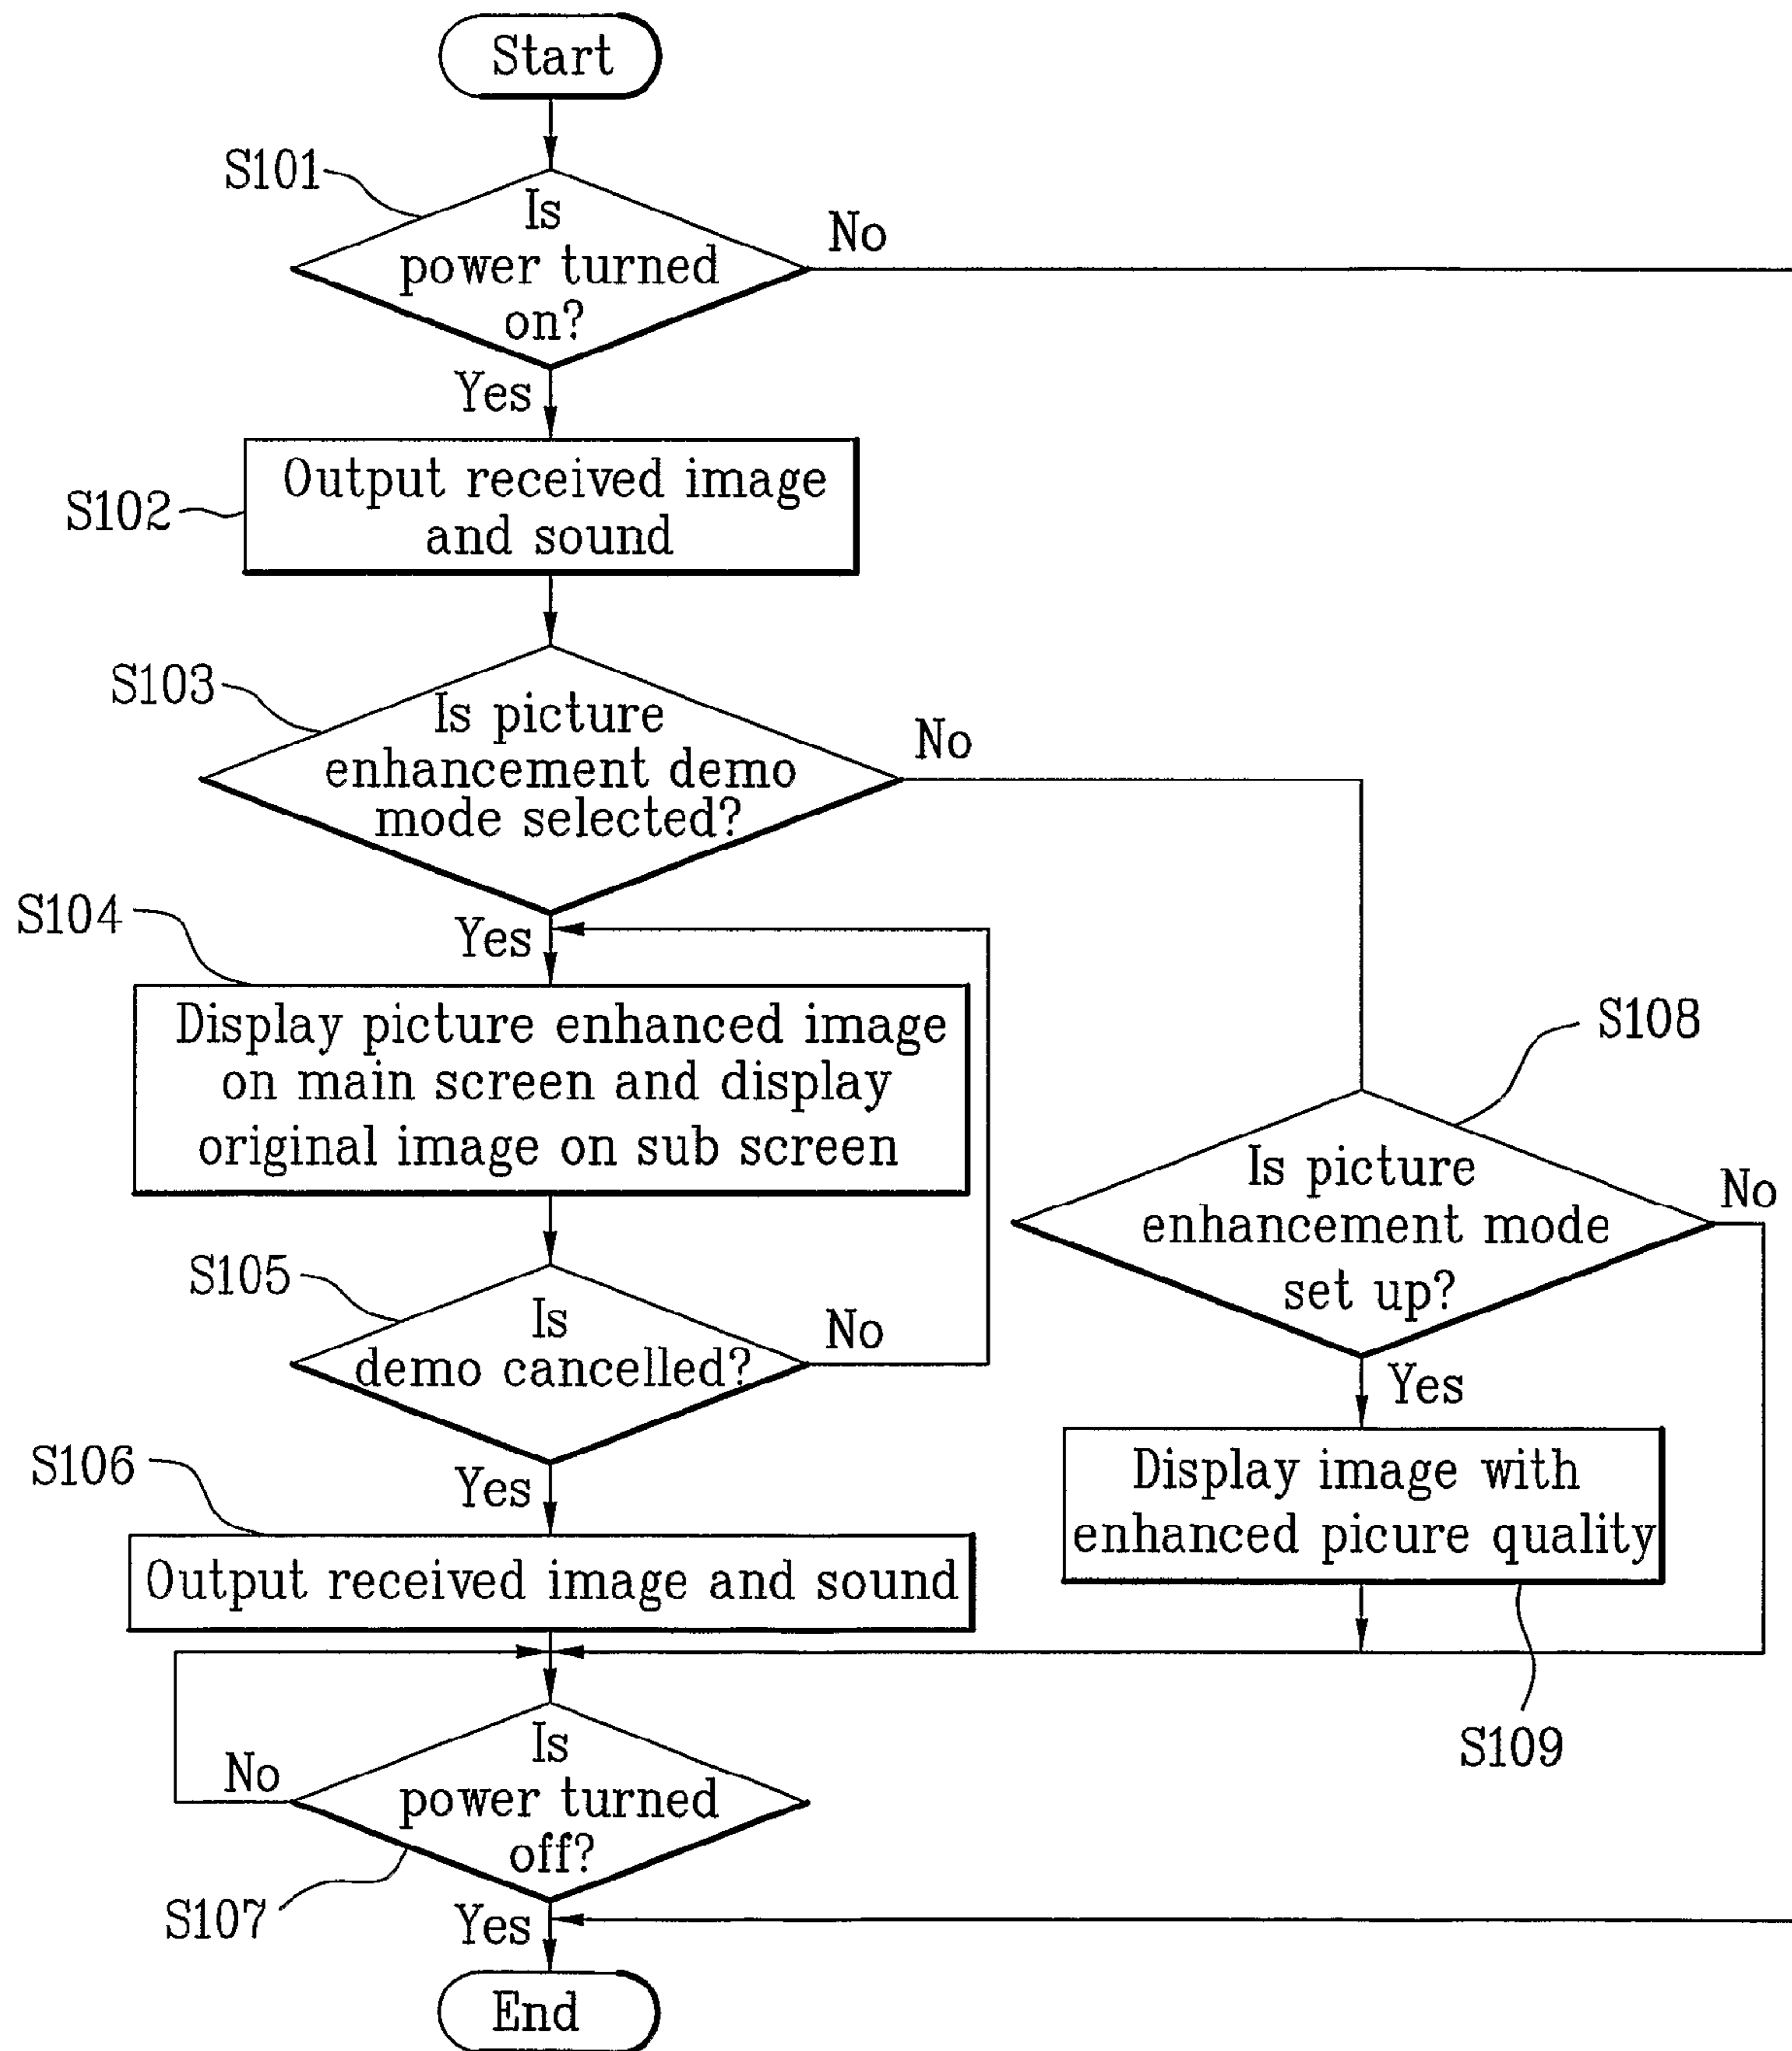 Start
S101
Is
power turned
on?
No
Yes
S102
Output received image
and sound
S103
Is picture
enhancement demo
mode selected?
No
Yes
S104
Display picture enhanced image
on main screen and display
original image on sub screen
S105
Is
demo cancelled?
No
Yes
S106
Output received image and sound
S108
Is picture
enhancement mode
set up?
No
Yes
Display image with
enhanced picure quality
S109
Is
power turned
off?
No
S107
Yes
End